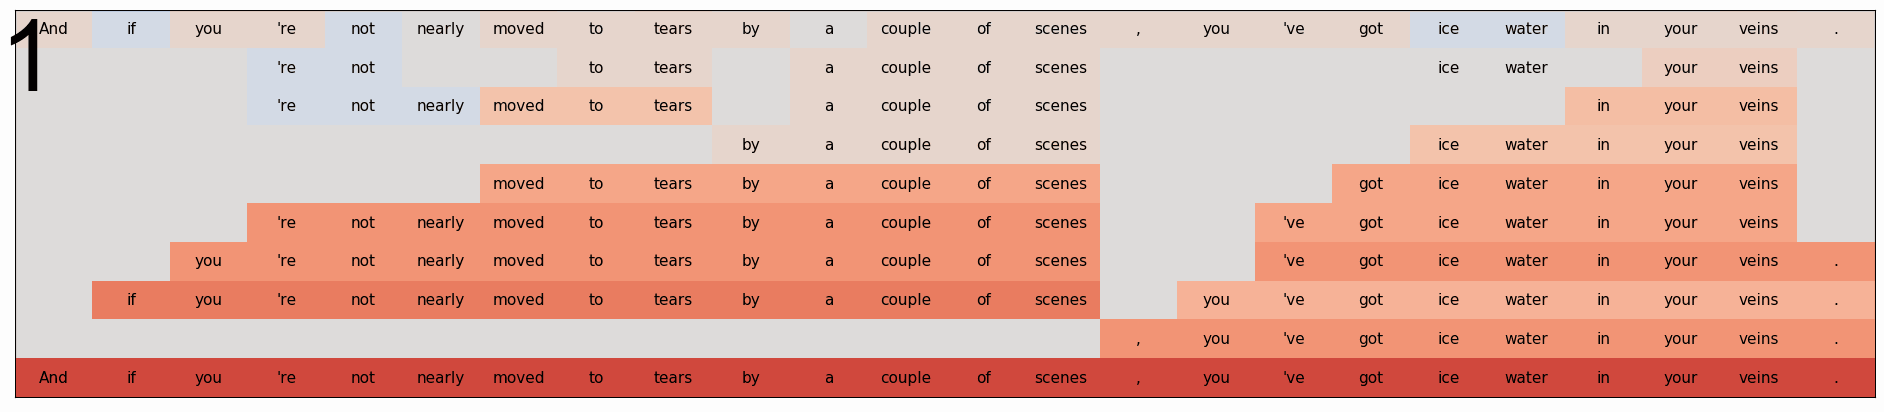 1
And if you 're not nearly moved to tears by a couple of scenes , you 've got ice water in your veins .
're not to tears a couple of scenes ice water your veins
're not nearly moved to tears a couple of scenes in your veins
by a couple of scenes ice water in your veins
moved to tears by a couple of scenes got ice water in your veins
're not nearly moved to tears by a couple of scenes 've got ice water in your veins
you 're not nearly moved to tears by a couple of scenes 've got ice water in your veins .
if you 're not nearly moved to tears by a couple of scenes you 've got ice water in your veins .
, you 've got ice water in your veins .
And if you 're not nearly moved to tears by a couple of scenes , you 've got ice water in your veins .